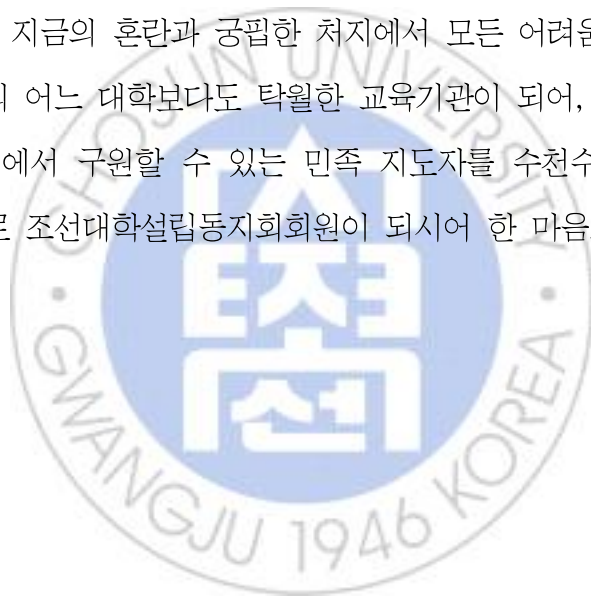 지금의 혼란과 궁핍한 처지에서 모든 어려움
어느 대학보다도 탁월한 교육기관이 되어,
에서 구원할 수 있는 민족 지도자를 수천수
조선대학설립동지회회원이 되시어 한 마음
CHOSUN UNIVERSITY
조선
GWANGJU 1946 KOREA